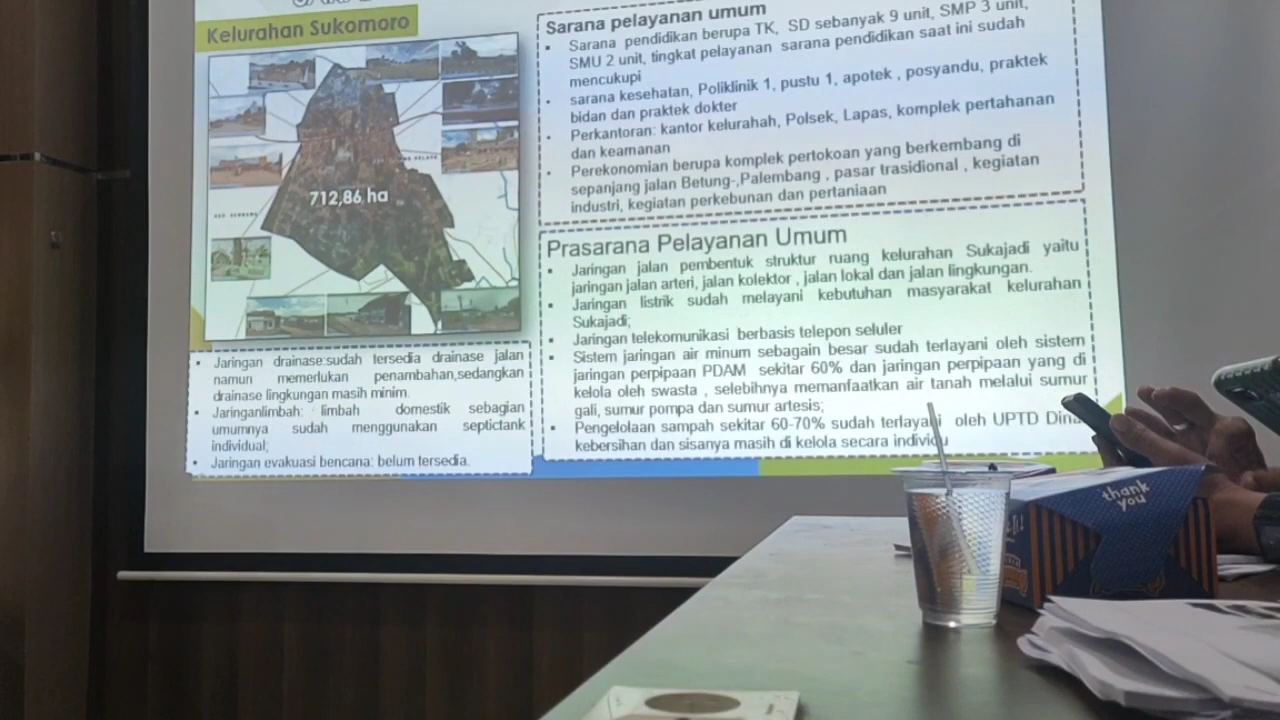 Kelurahan Sukomoro
712,86 ha
Jaringan drainase:sudah tersedia drainase jalan
namun memerlukan penambahan,sedangkan
drainase lingkungan masih minim.
Jaringanlimbah: limbah domestik sebagian
umumnya sudah menggunakan septictank
individual;
Jaringan evakuasi bencana: belum tersedia.
Sarana pelayanan umum
Sarana pendidikan berupa TK, SD sebanyak 9 unit, SMP 3 unit,
SMU 2 unit, tingkat pelayanan sarana pendidikan saat ini sudah
mencukupi
sarana kesehatan, Poliklinik 1, pustu 1, apotek , posyandu, praktek
bidan dan praktek dokter
Perkantoran: kantor kelurahah, Polsek, Lapas, komplek pertahanan
dan keamanan
Perekonomian berupa komplek pertokoan yang berkembang di
sepanjang jalan Betung-,Palembang , pasar trasidional , kegiatan
industri, kegiatan perkebunan dan pertaniaan
Prasarana Pelayanan Umum
Jaringan jalan pembentuk struktur ruang kelurahan Sukajadi yaitu
jaringan jalan arteri, jalan kolektor , jalan lokal dan jalan lingkungan.
Jaringan listrik sudah melayani kebutuhan masyarakat kelurahan
Sukajadi;
Jaringan telekomunikasi berbasis telepon seluler
Sistem jaringan air minum sebagain besar sudah terlayani oleh sistem
jaringan perpipaan PDAM sekitar 60% dan jaringan perpipaan yang di
kelola oleh swasta , selebihnya memanfaatkan air tanah melalui sumur
gali, sumur pompa dan sumur artesis;
Pengelolaan sampah sekitar 60-70% sudah terlayani oleh UPTD Dina
kebersihan dan sisanya masih di kelola secara individu
thank
you